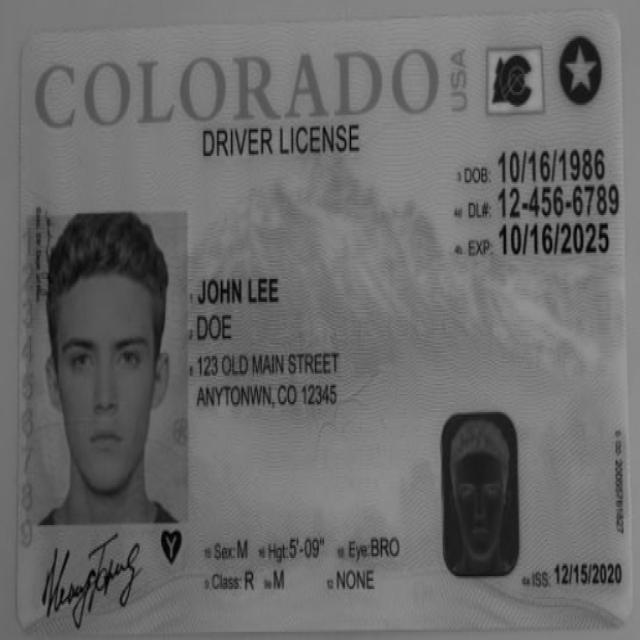 COLORADO
USA
DRIVER LICENSE
3 DOB: 10/16/1986
4d DL#: 12-456-6789
4b EXP: 10/16/2025
1 JOHN LEE
2 DOE
8 123 OLD MAIN STREET
ANYTONWN, CO 12345
15 Sex: M 16 Hgt: 5'-09" 18 Eye: BRO
9 Class: R 9a M 12 NONE
4a ISS: 12/15/2020